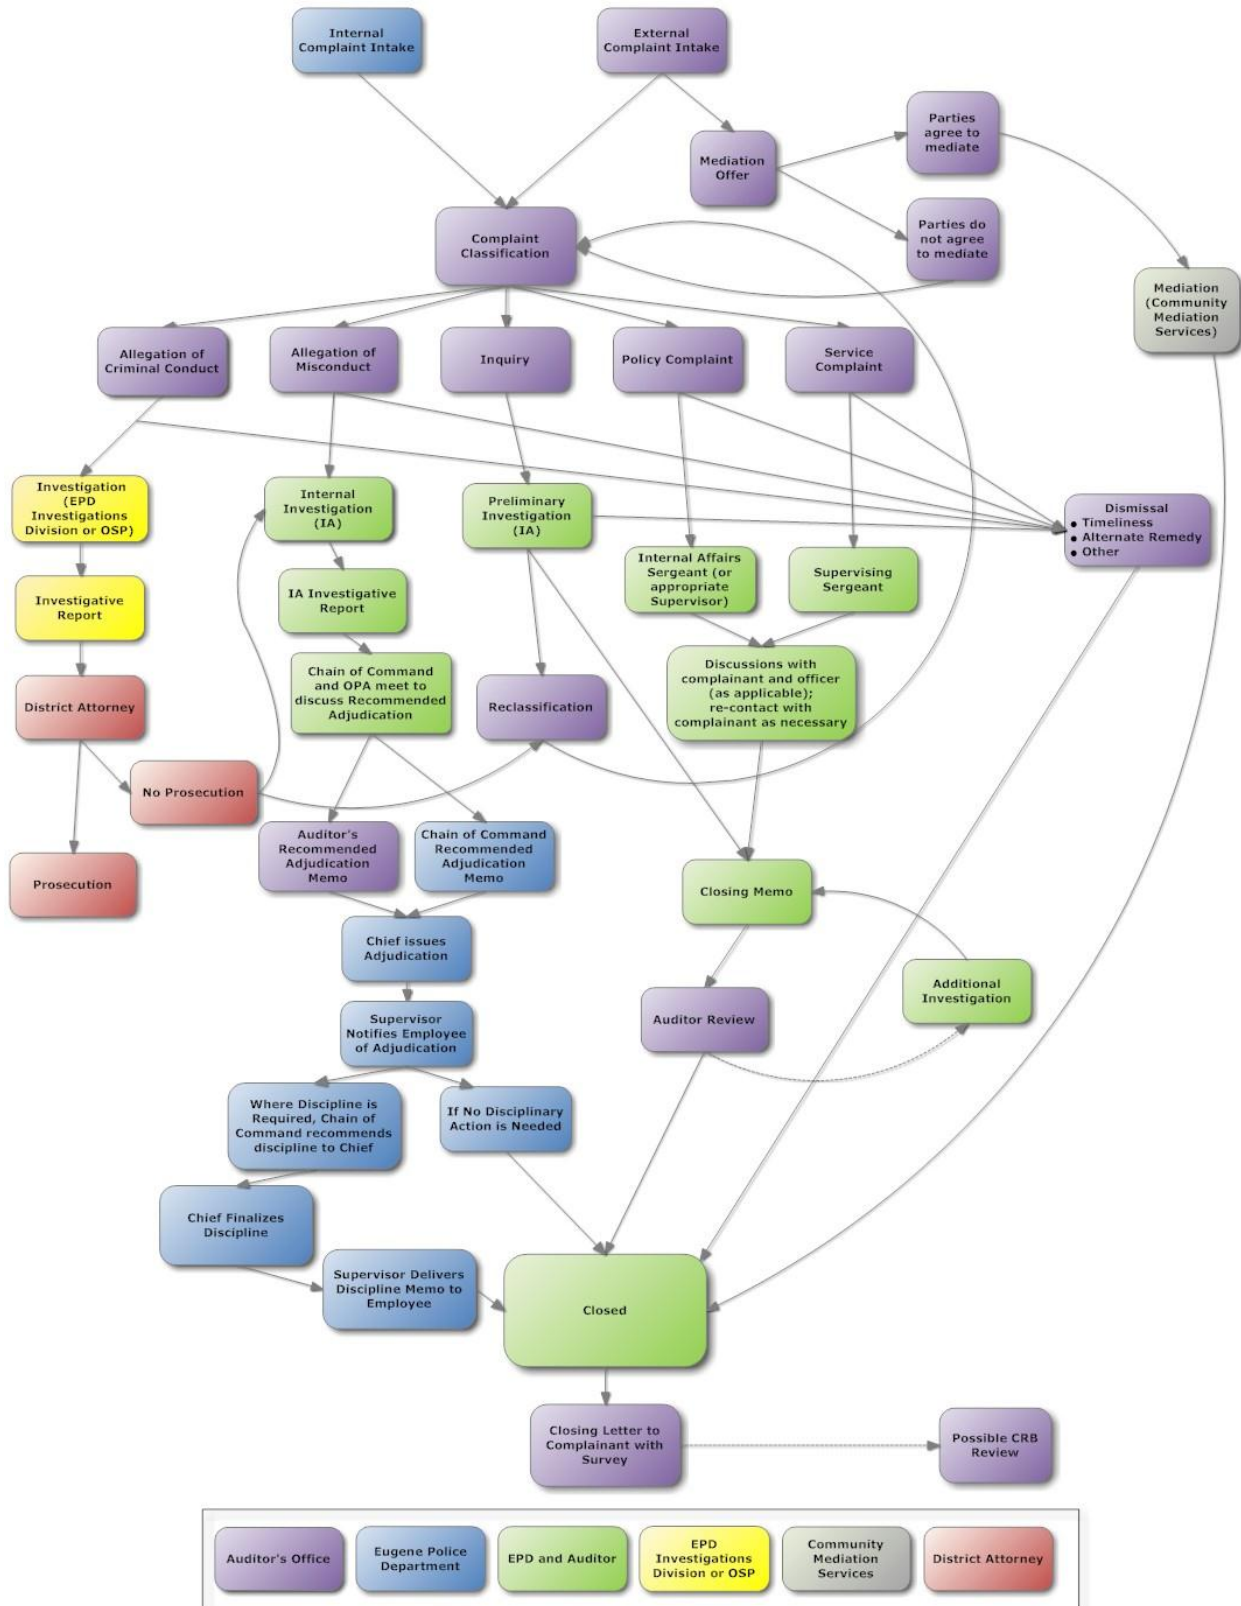 Internal
Complaint Intake
External
Complaint Intake
Parties
agree to
mediate
Mediation
Offer
Parties do
not agree
to mediate
Complaint
Classification
Mediation
(Community
Mediation
Services)
Allegation of
Criminal Conduct
Allegation of
Misconduct
Inquiry
Policy Complaint
Service
Complaint
Investigation
(EPD
Investigations
Division or OSP)
Internal
Investigation
(IA)
Preliminary
Investigation
(IA)
Dismissal
• Timeliness
• Alternate Remedy
• Other
Internal Affairs
Sergeant (or
appropriate
Supervisor)
Supervising
Sergeant
Investigative
Report
IA Investigative
Report
Chain of Command
and OPA meet to
discuss Recommended
Adjudication
Discussions with
complainant and officer
(as applicable);
re-contact with
complainant as necessary
District Attorney
Reclassification
No Prosecution
Auditor's
Recommended
Adjudication
Memo
Chain of Command
Recommended
Adjudication
Memo
Prosecution
Closing Memo
Chief issues
Adjudication
Additional
Investigation
Supervisor
Notifies Employee
of Adjudication
Auditor Review
Where Discipline is
Required, Chain of
Command recommends
discipline to Chief
If No Disciplinary
Action is Needed
Chief Finalizes
Discipline
Supervisor Delivers
Discipline Memo to
Employee
Closed
Closing Letter to
Complainant with
Survey
Possible CRB
Review
Auditor's Office
Eugene Police
Department
EPD and Auditor
EPD
Investigations
Division or OSP
Community
Mediation
Services
District Attorney